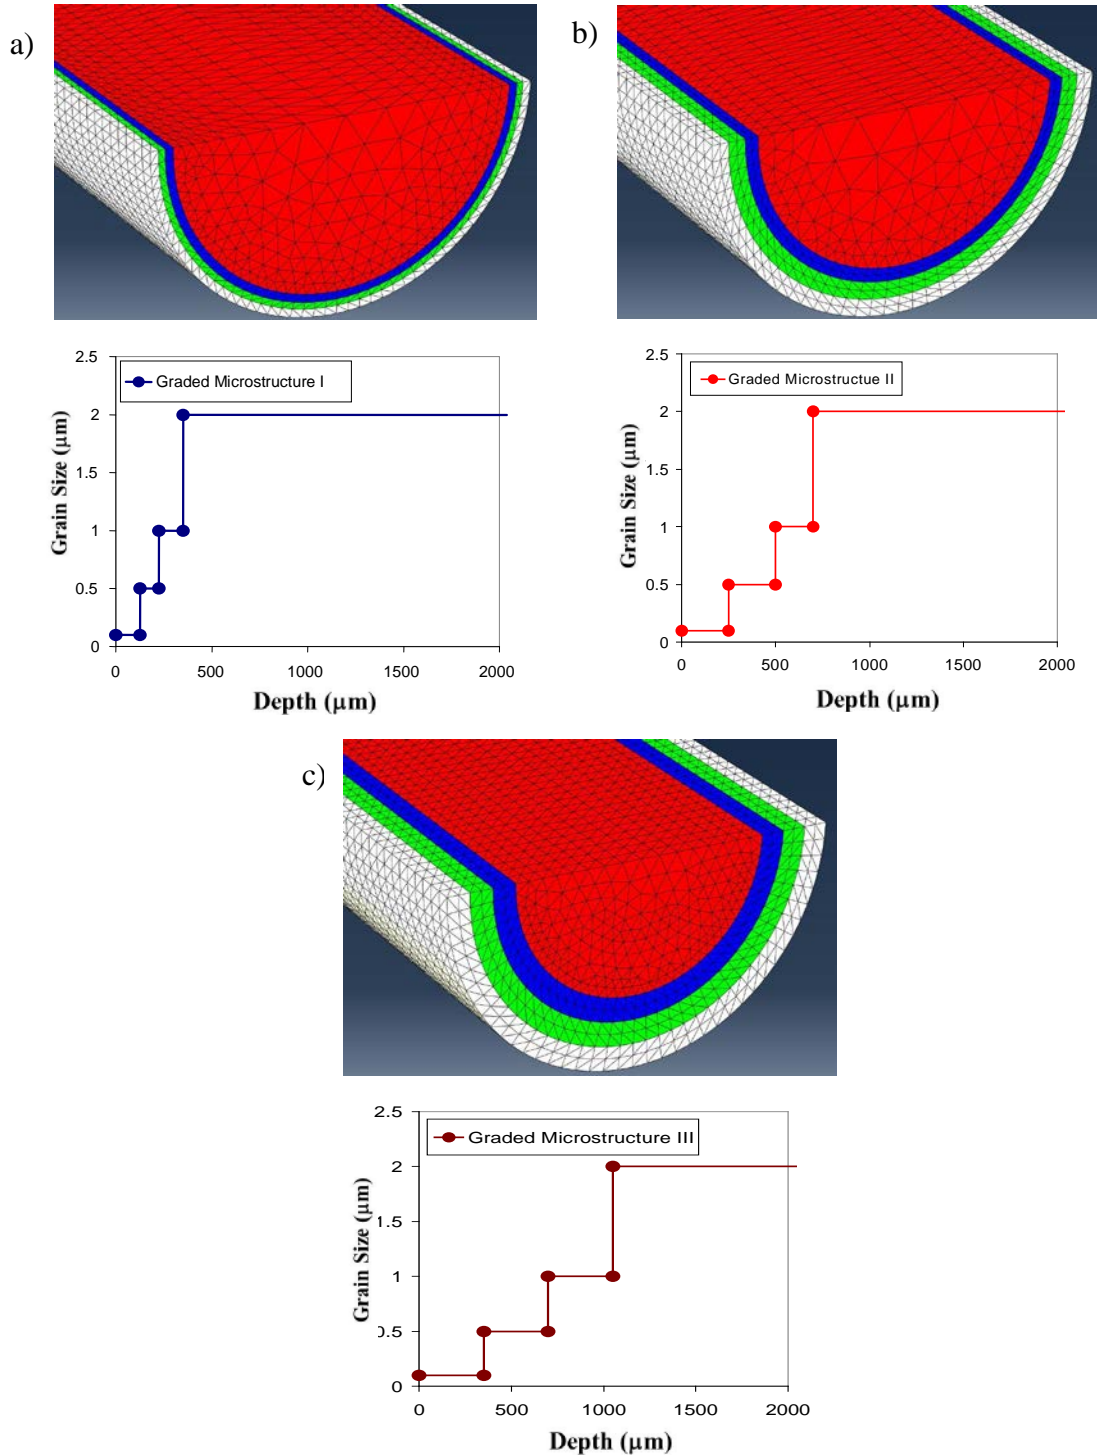 a)
b)
2.5
Graded Microstructure I
2
1.5
1
0.5
0
Grain Size (μm)
0 500 1000 1500 2000
Depth (μm)
2.5
Graded Microstructue II
2
1.5
1
0.5
0
Grain Size (μm)
0 500 1000 1500 2000
Depth (μm)
c)
2.5
Graded Microstructure III
2
1.5
1
0.5
0
Grain Size (μm)
0 500 1000 1500 2000
Depth (μm)